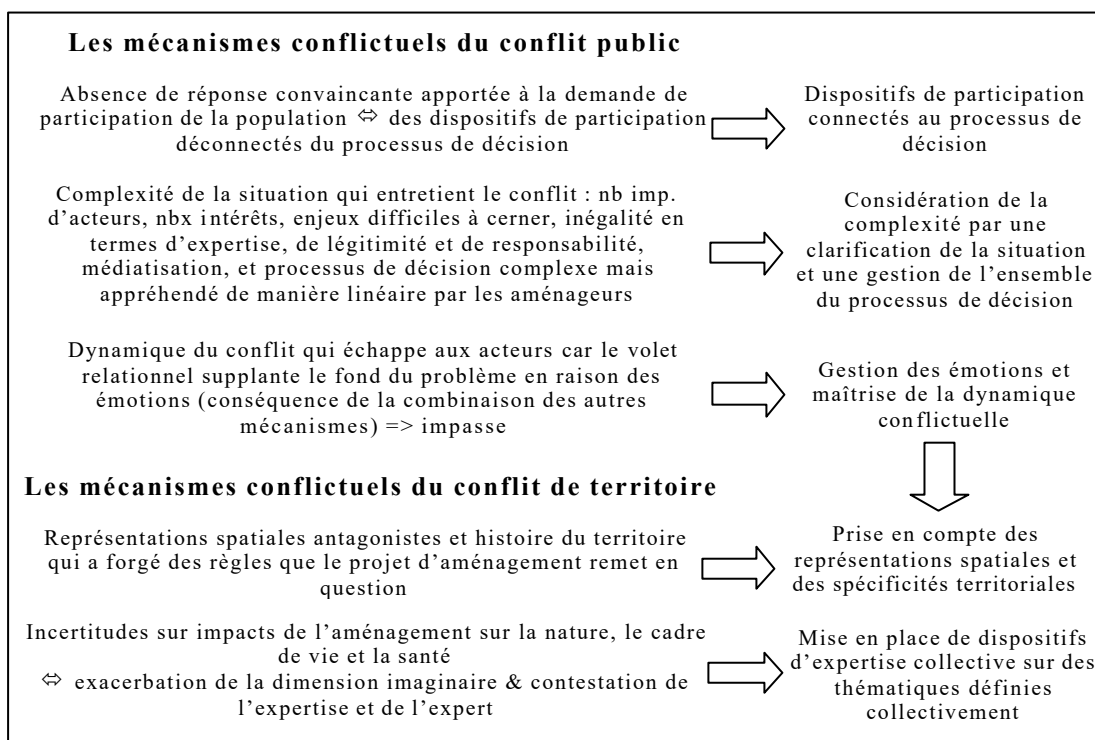 Les mécanismes conflictuels du conflit public
Absence de réponse convaincante apportée à la demande de
participation de la population ⇔ des dispositifs de participation
déconnectés du processus de décision
Dispositifs de participation
connectés au processus de
décision
Complexité de la situation qui entretient le conflit : nb imp.
d’acteurs, nbx intérêts, enjeux difficiles à cerner, inégalité en
termes d’expertise, de légitimité et de responsabilité,
médiatisation, et processus de décision complexe mais
appréhendé de manière linéaire par les aménageurs
Considération de la
complexité par une
clarification de la situation
et une gestion de l’ensemble
du processus de décision
Dynamique du conflit qui échappe aux acteurs car le volet
relationnel supplante le fond du problème en raison des
émotions (conséquence de la combinaison des autres
mécanismes) => impasse
Gestion des émotions et
maîtrise de la dynamique
conflictuelle
Les mécanismes conflictuels du conflit de territoire
Représentations spatiales antagonistes et histoire du territoire
qui a forgé des règles que le projet d’aménagement remet en
question
Prise en compte des
représentations spatiales et
des spécificités territoriales
Incertitudes sur impacts de l’aménagement sur la nature, le cadre
de vie et la santé
⇔ exacerbation de la dimension imaginaire & contestation de
l’expertise et de l’expert
Mise en place de dispositifs
d’expertise collective sur des
thématiques définies
collectivement